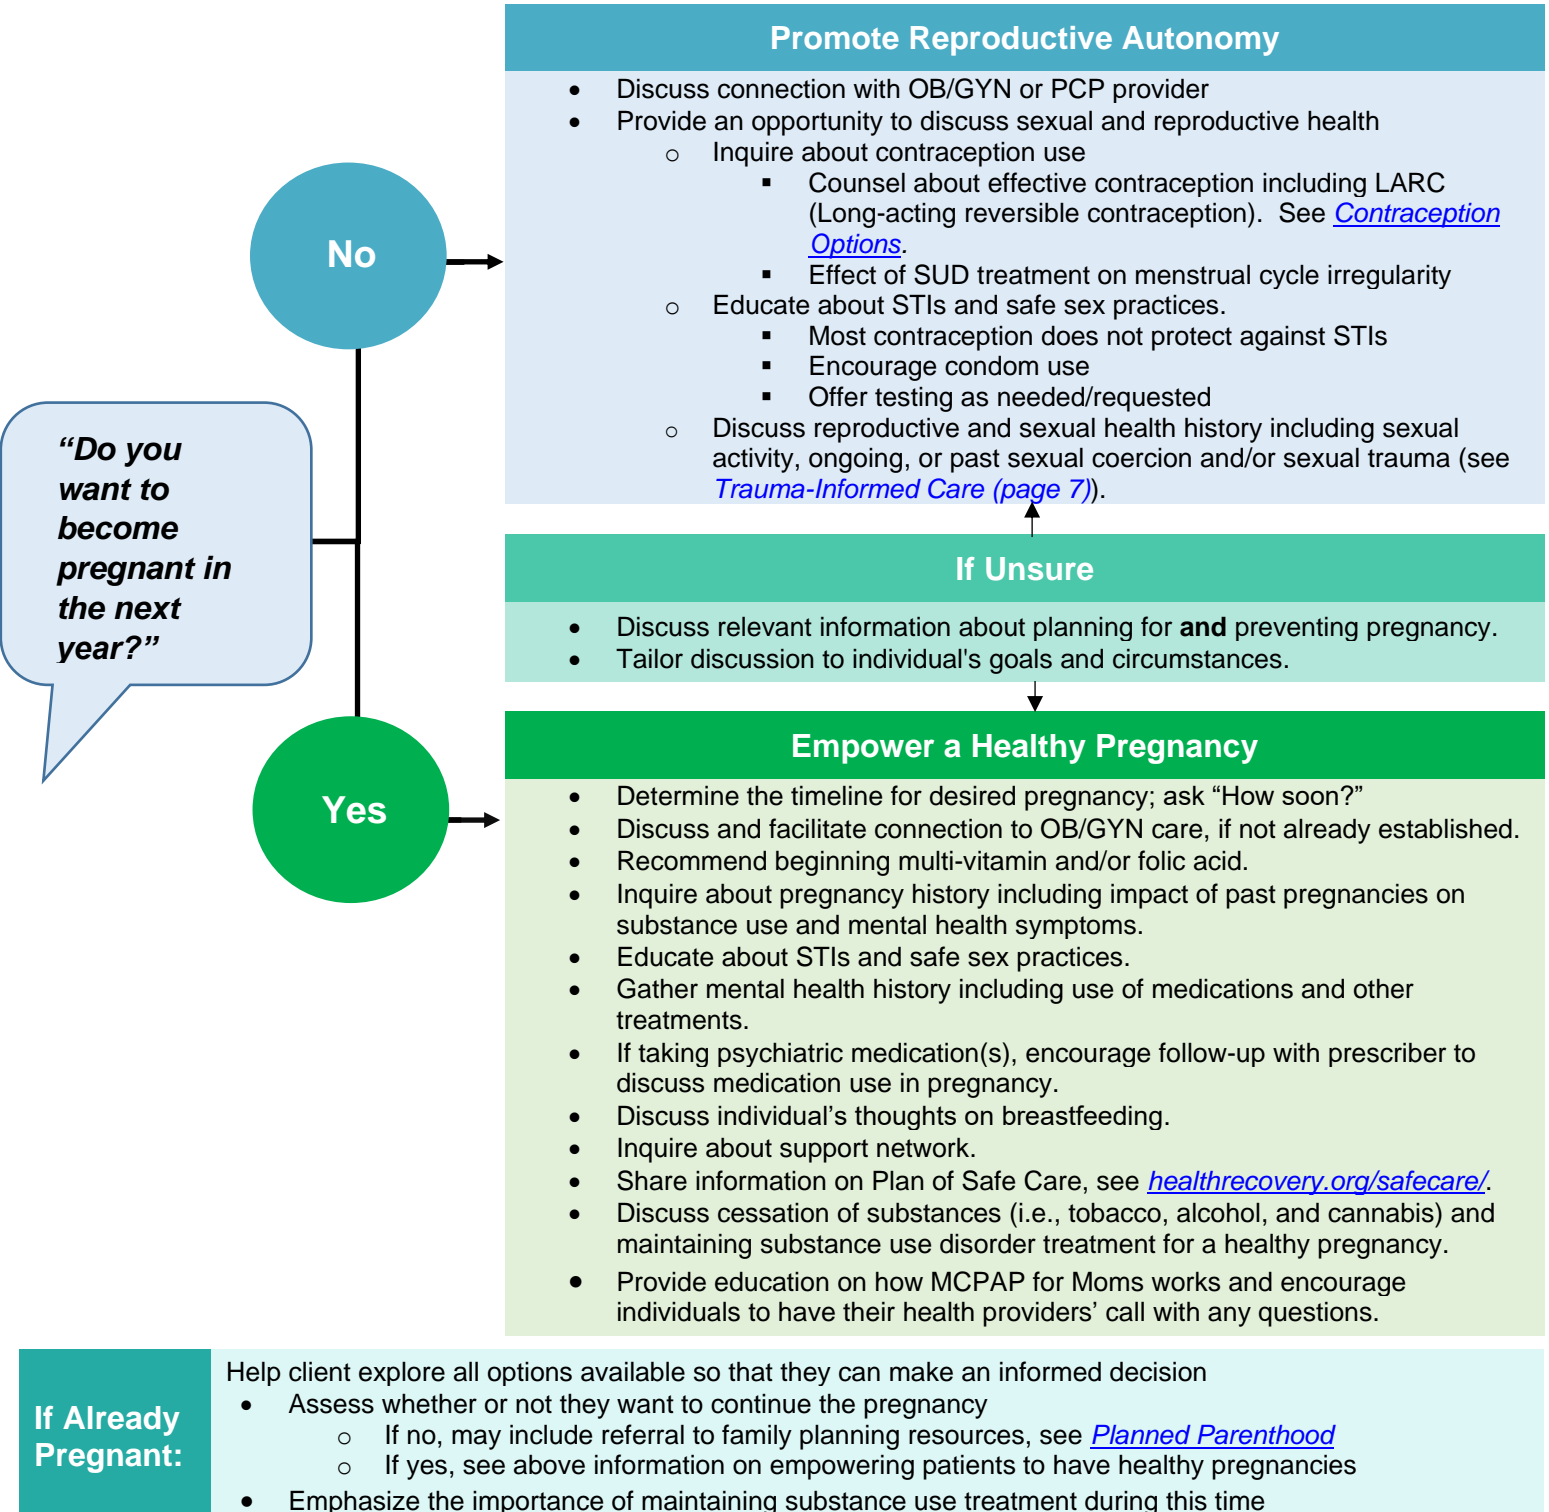 Promote Reproductive Autonomy
• Discuss connection with OB/GYN or PCP provider
• Provide an opportunity to discuss sexual and reproductive health
o Inquire about contraception use
▪ Counsel about effective contraception including LARC
(Long-acting reversible contraception).  See Contraception
Options.
▪ Effect of SUD treatment on menstrual cycle irregularity
o Educate about STIs and safe sex practices.
▪ Most contraception does not protect against STIs
▪ Encourage condom use
▪ Offer testing as needed/requested
o Discuss reproductive and sexual health history including sexual
activity, ongoing, or past sexual coercion and/or sexual trauma (see
Trauma-Informed Care (page 7)).
No
“Do you
want to
become
pregnant in
the next
year?”
If Unsure
• Discuss relevant information about planning for and preventing pregnancy.
• Tailor discussion to individual's goals and circumstances.
Yes
Empower a Healthy Pregnancy
• Determine the timeline for desired pregnancy; ask “How soon?”
• Discuss and facilitate connection to OB/GYN care, if not already established.
• Recommend beginning multi-vitamin and/or folic acid.
• Inquire about pregnancy history including impact of past pregnancies on
substance use and mental health symptoms.
• Educate about STIs and safe sex practices.
• Gather mental health history including use of medications and other
treatments.
• If taking psychiatric medication(s), encourage follow-up with prescriber to
discuss medication use in pregnancy.
• Discuss individual’s thoughts on breastfeeding.
• Inquire about support network.
• Share information on Plan of Safe Care, see healthrecovery.org/safecare/.
• Discuss cessation of substances (i.e., tobacco, alcohol, and cannabis) and
maintaining substance use disorder treatment for a healthy pregnancy.
• Provide education on how MCPAP for Moms works and encourage
individuals to have their health providers’ call with any questions.
If Already
Pregnant:
Help client explore all options available so that they can make an informed decision
• Assess whether or not they want to continue the pregnancy
o If no, may include referral to family planning resources, see Planned Parenthood
o If yes, see above information on empowering patients to have healthy pregnancies
• Emphasize the importance of maintaining substance use treatment during this time